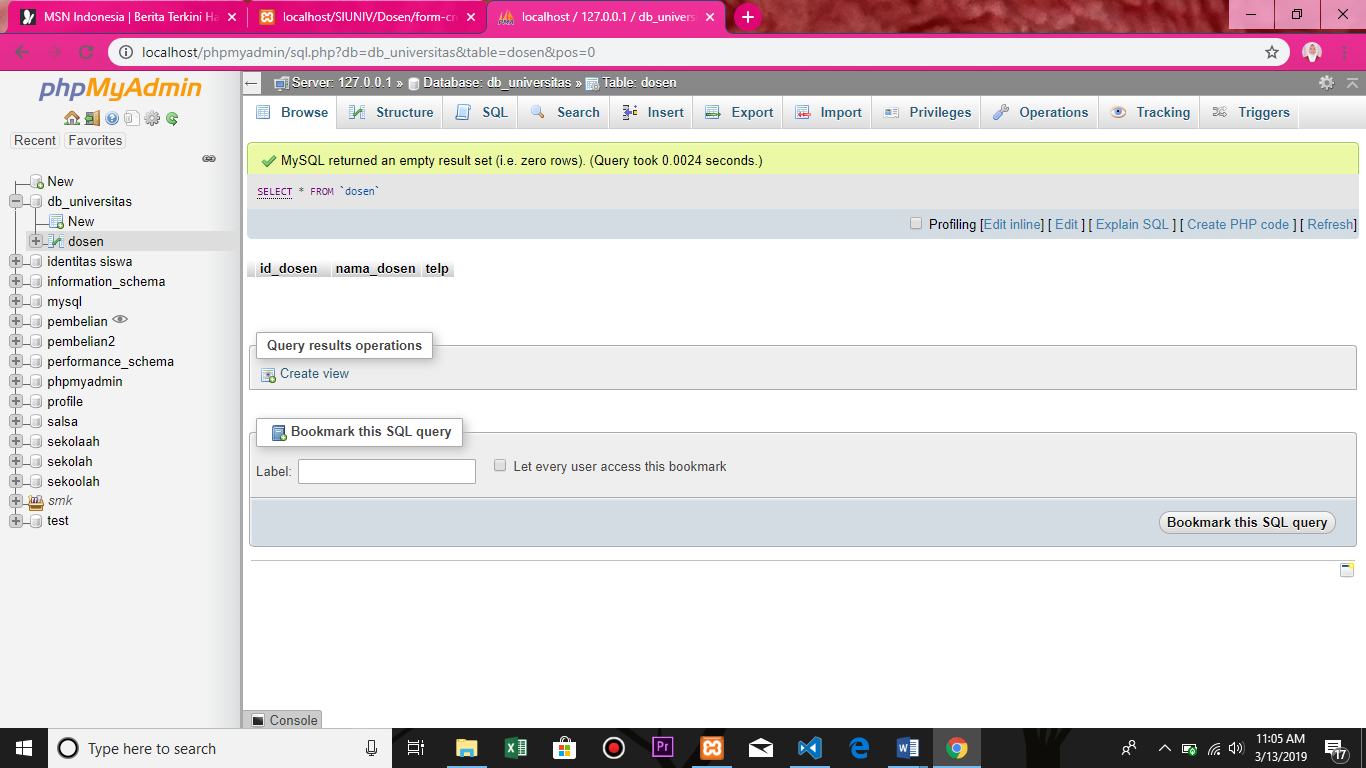 MSN Indonesia | Berita Terkini Ha
localhost/SIUNIV/Dosen/form-cre
localhost / 127.0.0.1 / db_univers
localhost/phpmyadmin/sql.php?db=db_universitas&table=dosen&pos=0
phpMyAdmin
Recent Favorites
New
db_universitas
New
dosen
identitas siswa
information_schema
mysql
pembelian
pembelian2
performance_schema
phpmyadmin
profile
salsa
sekolaah
sekolah
sekoolah
smk
test
Server: 127.0.0.1 » Database: db_universitas » Table: dosen
Browse Structure SQL Search Insert Export Import Privileges Operations Tracking Triggers
MySQL returned an empty result set (i.e. zero rows). (Query took 0.0024 seconds.)
SELECT * FROM `dosen`
Profiling [Edit inline] [ Edit ] [ Explain SQL ] [ Create PHP code ] [ Refresh]
id_dosen nama_dosen telp
Query results operations
Create view
Bookmark this SQL query
Label: Let every user access this bookmark
Bookmark this SQL query
Console
Type here to search
Pr
11:05 AM
3/13/2019
17